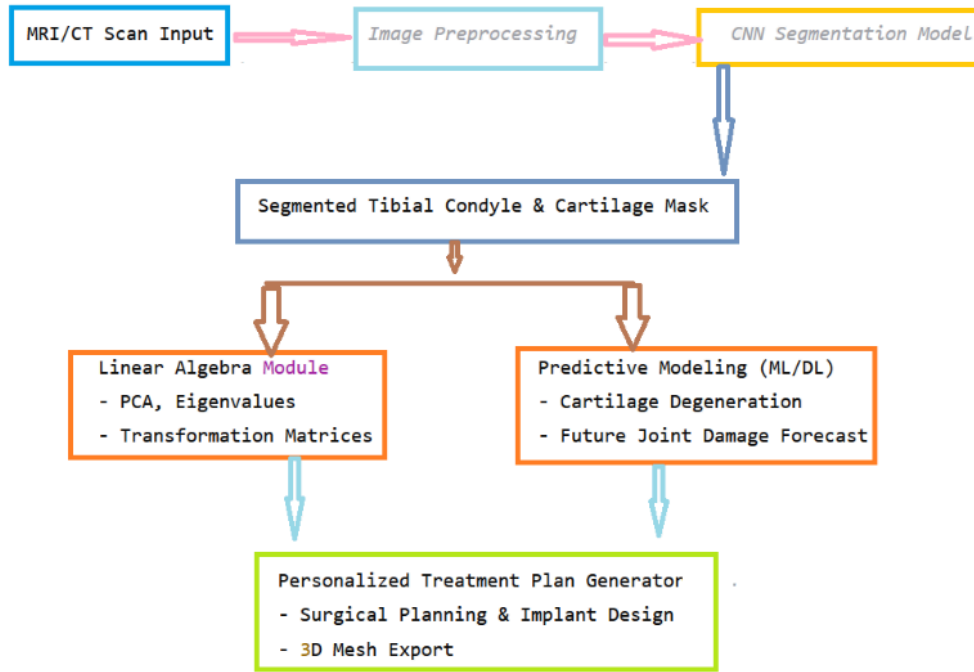 MRI/CT Scan Input
Image Preprocessing
CNN Segmentation Model
Segmented Tibial Condyle & Cartilage Mask
Linear Algebra Module
- PCA, Eigenvalues
- Transformation Matrices
Predictive Modeling (ML/DL)
- Cartilage Degeneration
- Future Joint Damage Forecast
Personalized Treatment Plan Generator
- Surgical Planning & Implant Design
- 3D Mesh Export